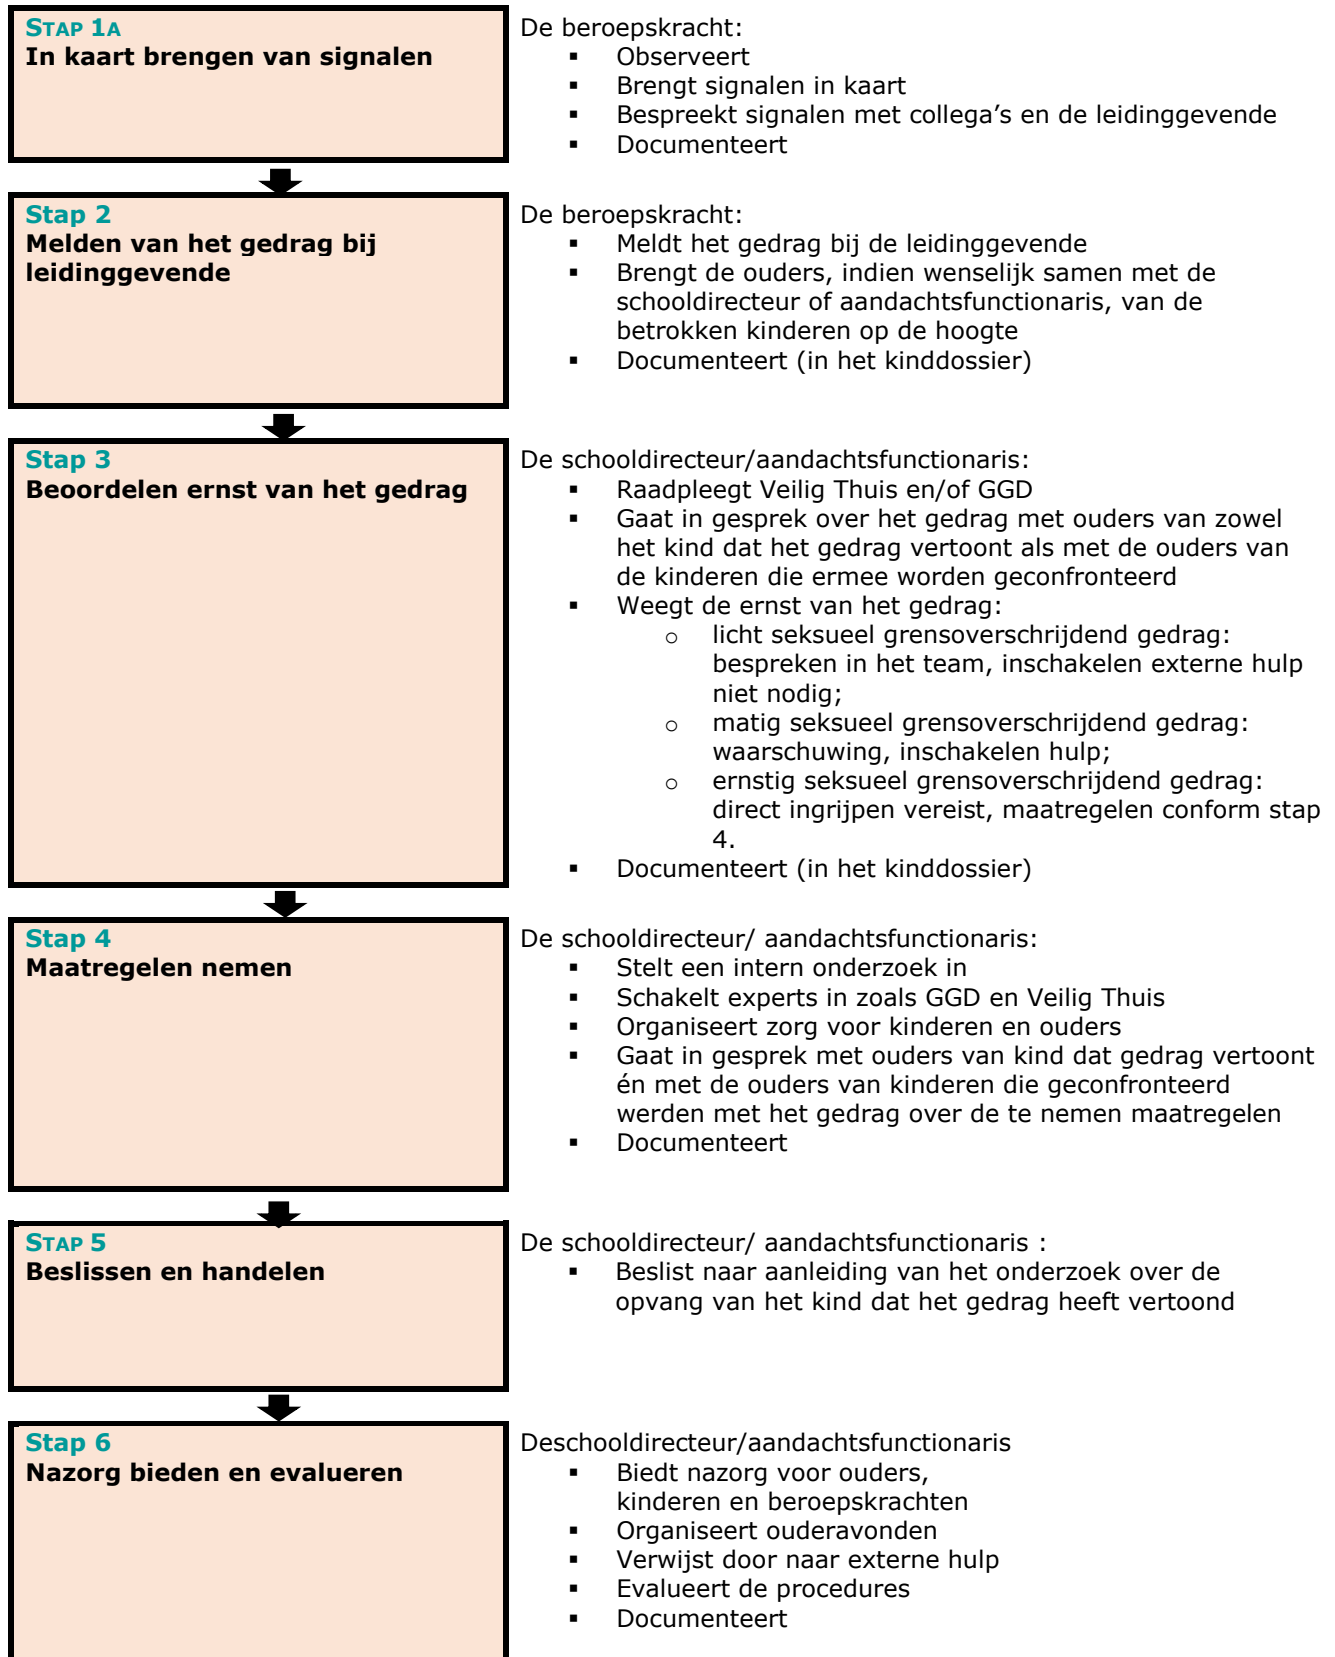 STAP 1A
In kaart brengen van signalen
De beroepskracht:
▪ Observeert
▪ Brengt signalen in kaart
▪ Bespreekt signalen met collega’s en de leidinggevende
▪ Documenteert
Stap 2
Melden van het gedrag bij
leidinggevende
De beroepskracht:
▪ Meldt het gedrag bij de leidinggevende
▪ Brengt de ouders, indien wenselijk samen met de
schooldirecteur of aandachtsfunctionaris, van de
betrokken kinderen op de hoogte
▪ Documenteert (in het kinddossier)
Stap 3
Beoordelen ernst van het gedrag
De schooldirecteur/aandachtsfunctionaris:
▪ Raadpleegt Veilig Thuis en/of GGD
▪ Gaat in gesprek over het gedrag met ouders van zowel
het kind dat het gedrag vertoont als met de ouders van
de kinderen die ermee worden geconfronteerd
▪ Weegt de ernst van het gedrag:
o licht seksueel grensoverschrijdend gedrag:
bespreken in het team, inschakelen externe hulp
niet nodig;
o matig seksueel grensoverschrijdend gedrag:
waarschuwing, inschakelen hulp;
o ernstig seksueel grensoverschrijdend gedrag:
direct ingrijpen vereist, maatregelen conform stap
4.
▪ Documenteert (in het kinddossier)
Stap 4
Maatregelen nemen
De schooldirecteur/ aandachtsfunctionaris:
▪ Stelt een intern onderzoek in
▪ Schakelt experts in zoals GGD en Veilig Thuis
▪ Organiseert zorg voor kinderen en ouders
▪ Gaat in gesprek met ouders van kind dat gedrag vertoont
én met de ouders van kinderen die geconfronteerd
werden met het gedrag over de te nemen maatregelen
▪ Documenteert
STAP 5
Beslissen en handelen
De schooldirecteur/ aandachtsfunctionaris :
▪ Beslist naar aanleiding van het onderzoek over de
opvang van het kind dat het gedrag heeft vertoond
Stap 6
Nazorg bieden en evalueren
Deschooldirecteur/aandachtsfunctionaris
▪ Biedt nazorg voor ouders,
kinderen en beroepskrachten
▪ Organiseert ouderavonden
▪ Verwijst door naar externe hulp
▪ Evalueert de procedures
▪ Documenteert